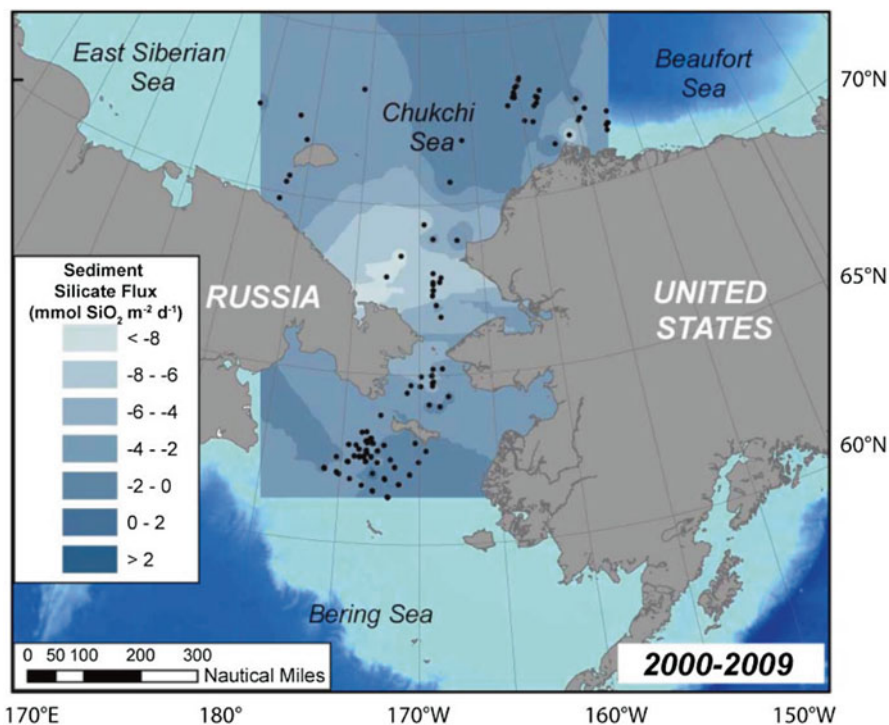 East Siberian
Sea
Beaufort
Sea
Chukchi
Sea
70°N
65°N
60°N
Sediment
Silicate Flux
(mmol SiO₂ m⁻² d⁻¹)
< -8
-8 - -6
-6 - -4
-4 - -2
-2 - 0
0 - 2
> 2
RUSSIA
UNITED
STATES
Bering Sea
0 50 100 200 300
Nautical Miles
2000-2009
170°E 180° 170°W 160°W 150°W